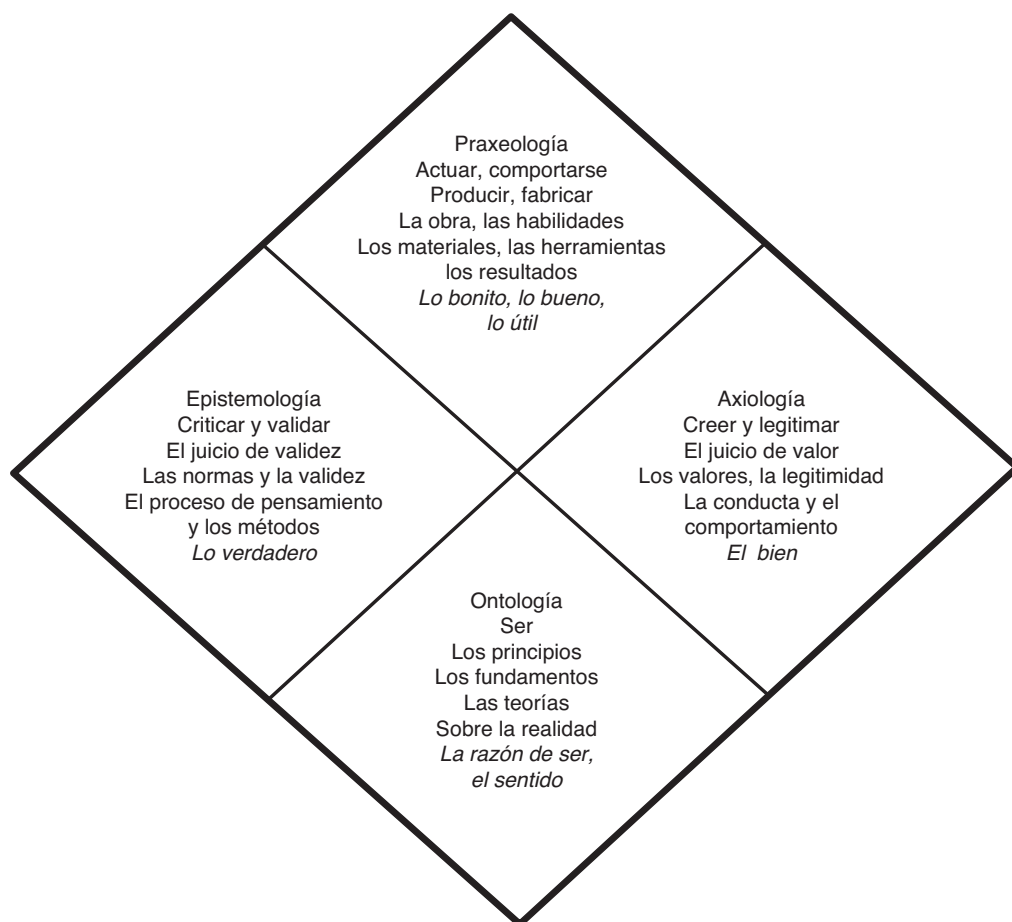 Praxeología
Actuar, comportarse
Producir, fabricar
La obra, las habilidades
Los materiales, las herramientas
los resultados
Lo bonito, lo bueno,
lo útil
Epistemología
Criticar y validar
El juicio de validez
Las normas y la validez
El proceso de pensamiento
y los métodos
Lo verdadero
Axiología
Creer y legitimar
El juicio de valor
Los valores, la legitimidad
La conducta y el
comportamiento
El bien
Ontología
Ser
Los principios
Los fundamentos
Las teorías
Sobre la realidad
La razón de ser,
el sentido